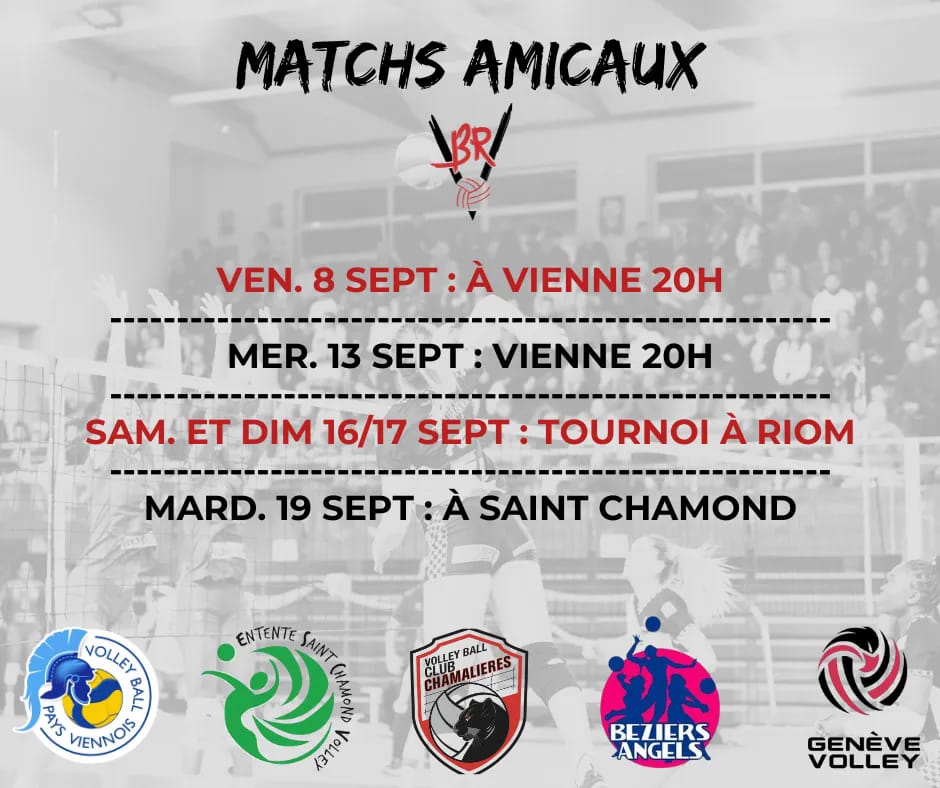 MATCHS AMICAUX
VBR
VEN. 8 SEPT : À VIENNE 20H
MER. 13 SEPT : VIENNE 20H
SAM. ET DIM 16/17 SEPT : TOURNOI À RIOM
MARD. 19 SEPT : À SAINT CHAMOND
VOLLEY BALL
PAYS VIENNOIS
ENTENTE SAINT CHAMOND VOLLEY
VOLLEY BALL
CLUB
CHAMALIERES
BEZIERS
ANGELS
GENÈVE
VOLLEY